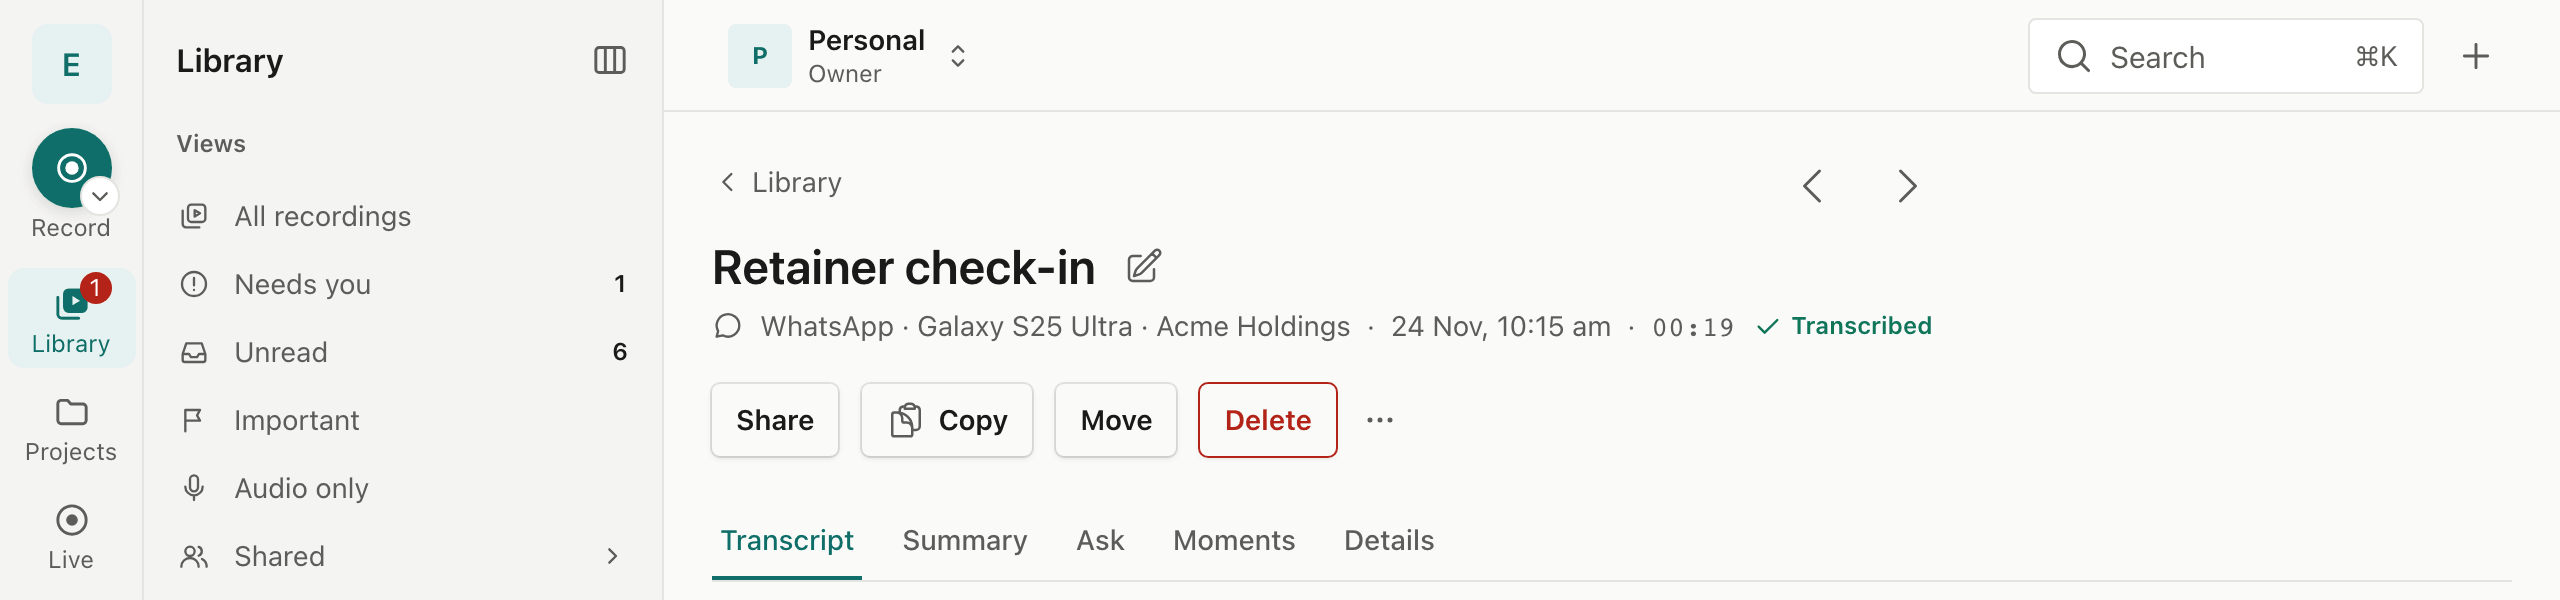 E
Record
1
Library
Projects
Live
Library
Views
All recordings
Needs you 1
Unread 6
Important
Audio only
Shared
P
Personal
Owner
Search ⌘K
Library
Retainer check-in
WhatsApp · Galaxy S25 Ultra · Acme Holdings · 24 Nov, 10:15 am · 00:19 Transcribed
Share Copy Move Delete
Transcript Summary Ask Moments Details